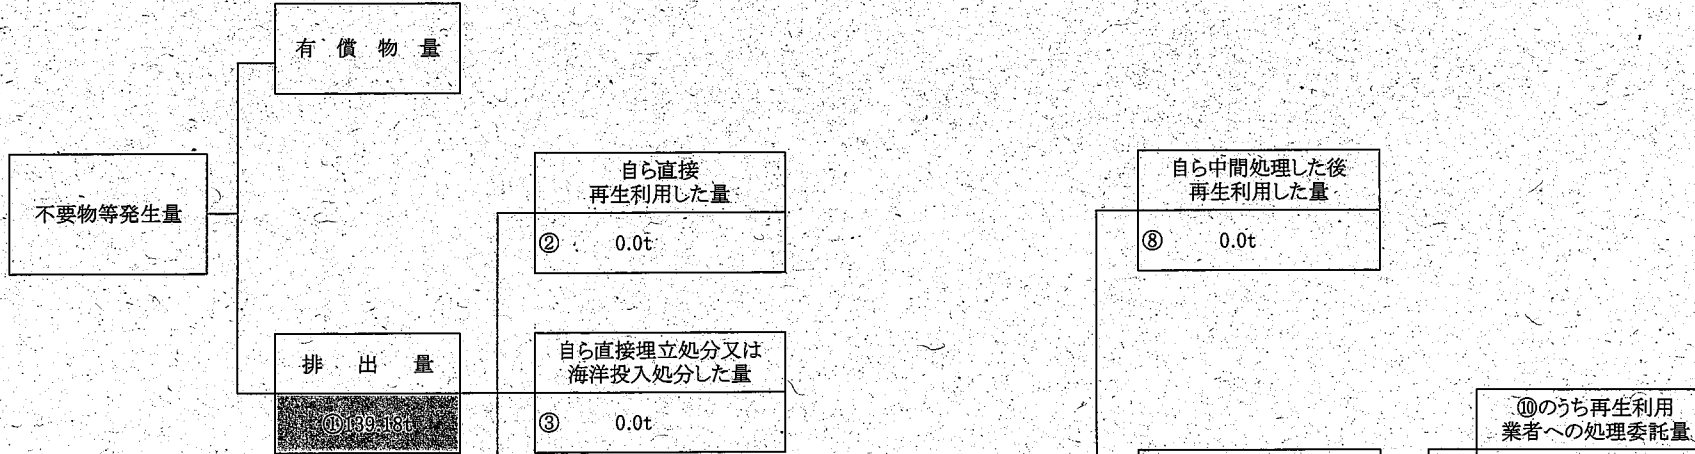 有 償 物 量
不要物等発生量
自ら直接
再生利用した量
② 0.0t
自ら中間処理した後
再生利用した量
⑧ 0.0t
排 出 量
①139.18t
自ら直接埋立処分又は
海洋投入処分した量
③ 0.0t
⑩のうち再生利用
業者への処理委託量